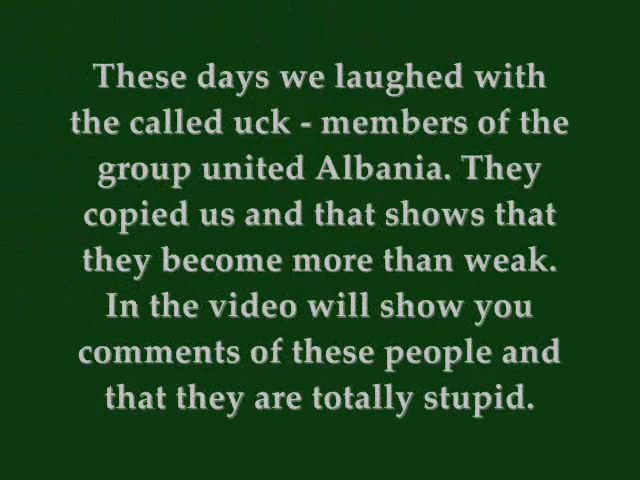 These days we laughed with
the called uck - members of the
group united Albania. They
copied us and that shows that
they become more than weak.
In the video will show you
comments of these people and
that they are totally stupid.